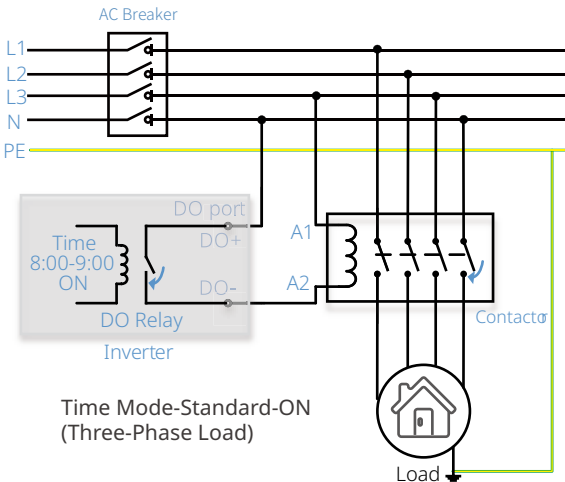 AC Breaker
L1
L2
L3
N
PE
DO port
DO+
Time
8:00-9:00
ON
DO-
DO Relay
Inverter
A1
A2
Contactor
Time Mode-Standard-ON
(Three-Phase Load)
Load